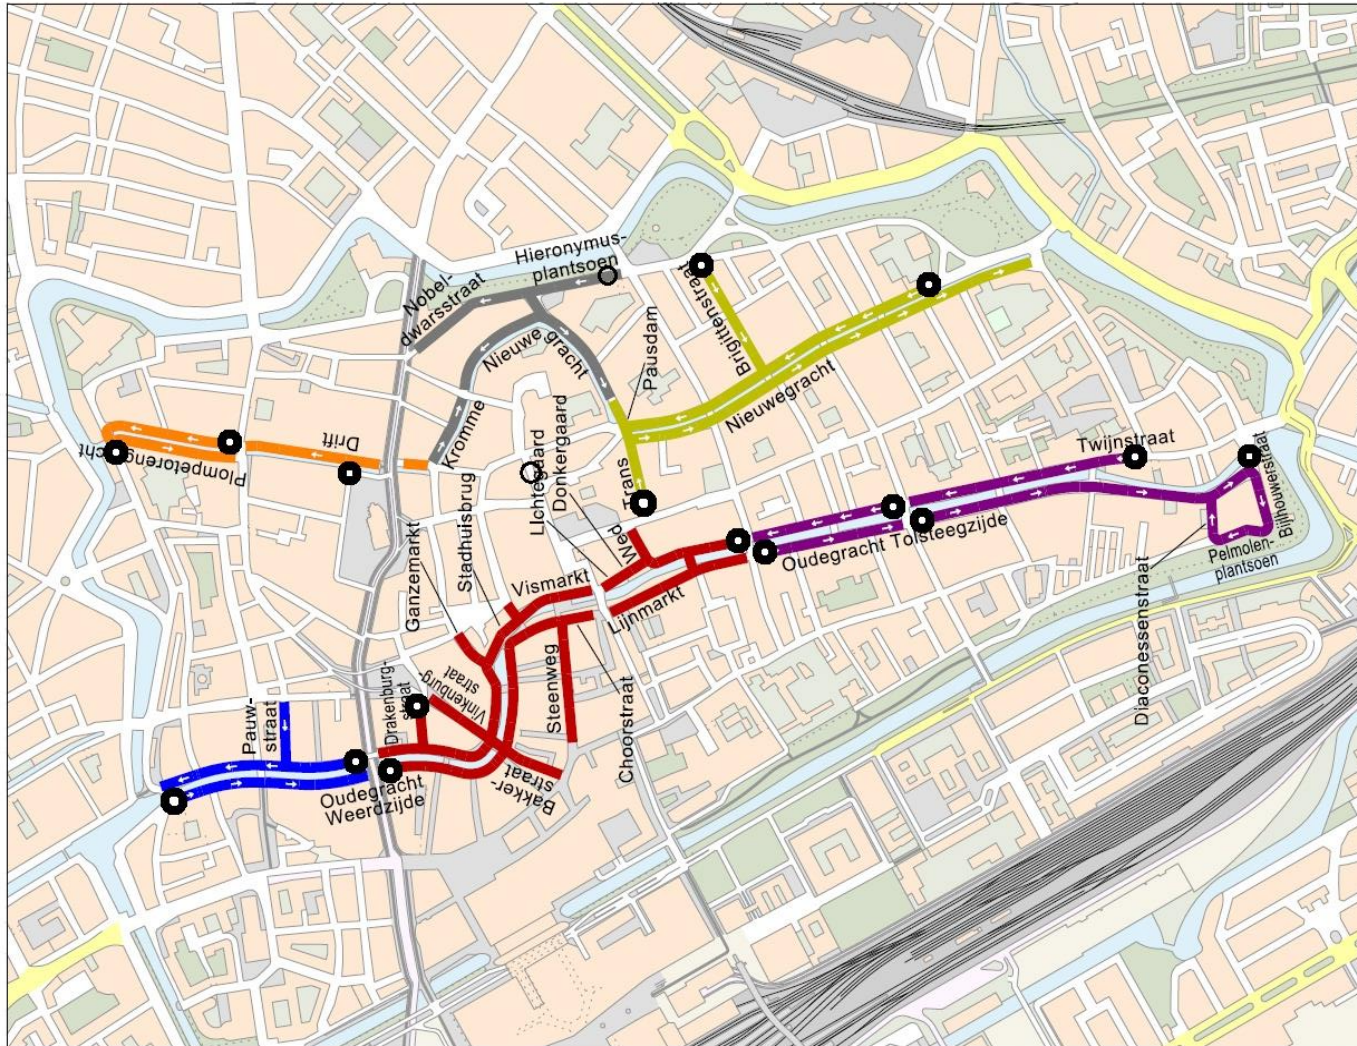 Hieronymus-
plantsoen
Nobel-
dwarsstraat
Brigittenstraat
Nieuwe
gracht
Pausdam
Nieuwegracht
Kromme
Drift
Plompetorengracht
Lichtegaard
Donkergaard
Trans
Twijnstraat
Bijlhouwerstraat
Stadhuisbrug
Ganzemarkt
Wed
Oudegracht Tolsteegzijde
Pelmolen-
plantsoen
Vismarkt
Lijnmarkt
Diaconessenstraat
Drakenburg-
straat
Vinkenburg-
straat
Steenweg
Choorstraat
Pauw-
straat
Bakker-
straat
Oudegracht
Weerdzijde